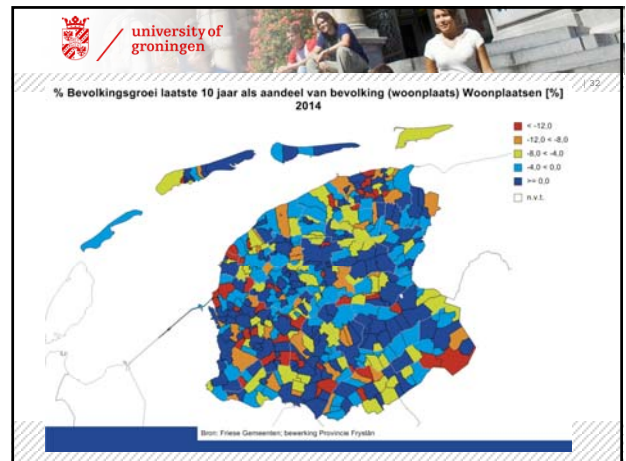 university of
groningen
| 32
% Bevolkingsgroei laatste 10 jaar als aandeel van bevolking (woonplaats) Woonplaatsen [%]
2014
< -12,0
-12,0 < -8,0
-8,0 < -4,0
-4,0 < 0,0
>= 0,0
n.v.t.
Bron: Friese Gemeenten; bewerking Provincie Fryslân